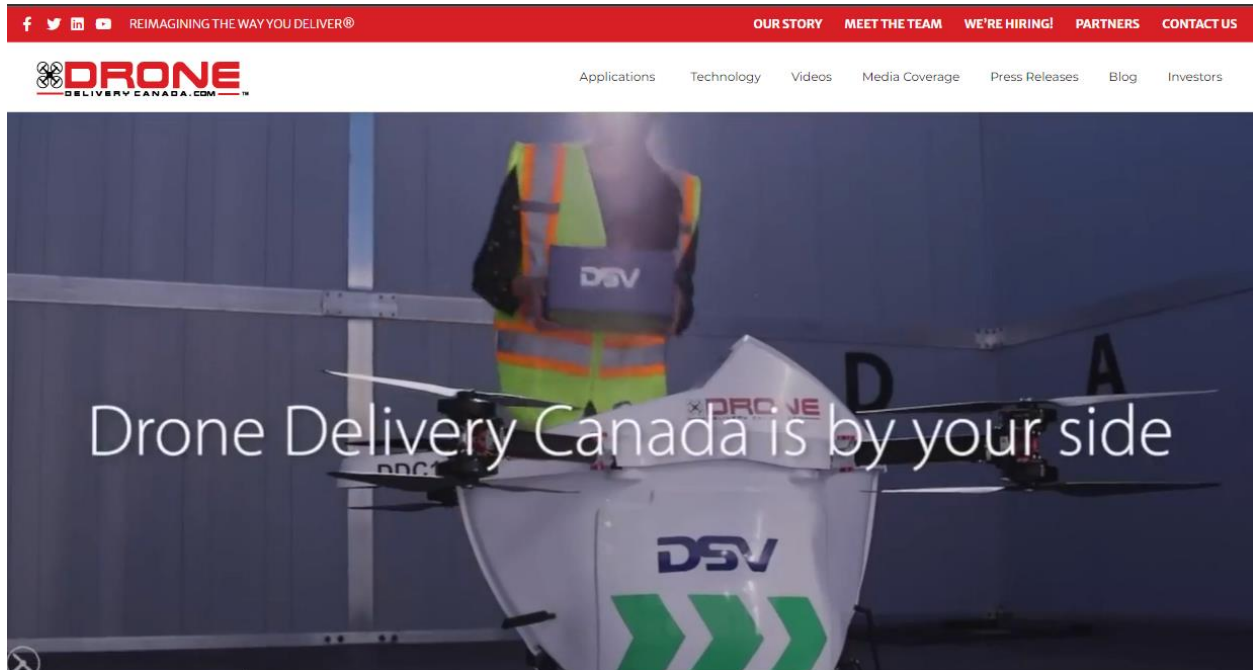 REIMAGINING THE WAY YOU DELIVER®
OUR STORY MEET THE TEAM WE'RE HIRING! PARTNERS CONTACT US
DRONE
DELIVERY CANADA.COM ™
Applications Technology Videos Media Coverage Press Releases Blog Investors
DSV
D A
DRONE
Drone Delivery Canada is by your side
DDC1
DSV